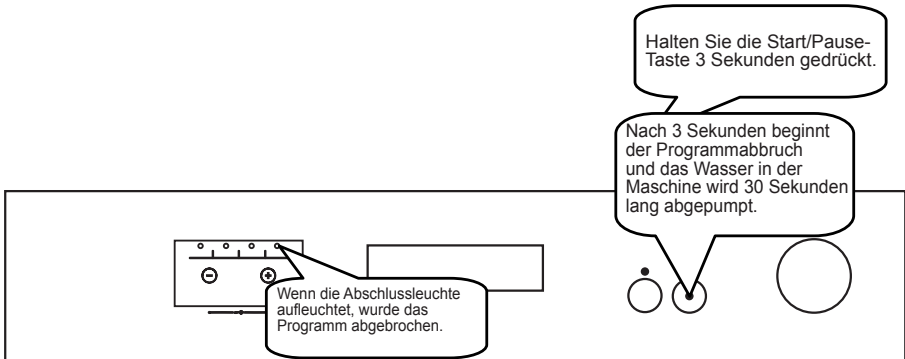 Halten Sie die Start/Pause-
Taste 3 Sekunden gedrückt.
Nach 3 Sekunden beginnt
der Programmabbruch
und das Wasser in der
Maschine wird 30 Sekunden
lang abgepumpt.
Wenn die Abschlussleuchte
aufleuchtet, wurde das
Programm abgebrochen.